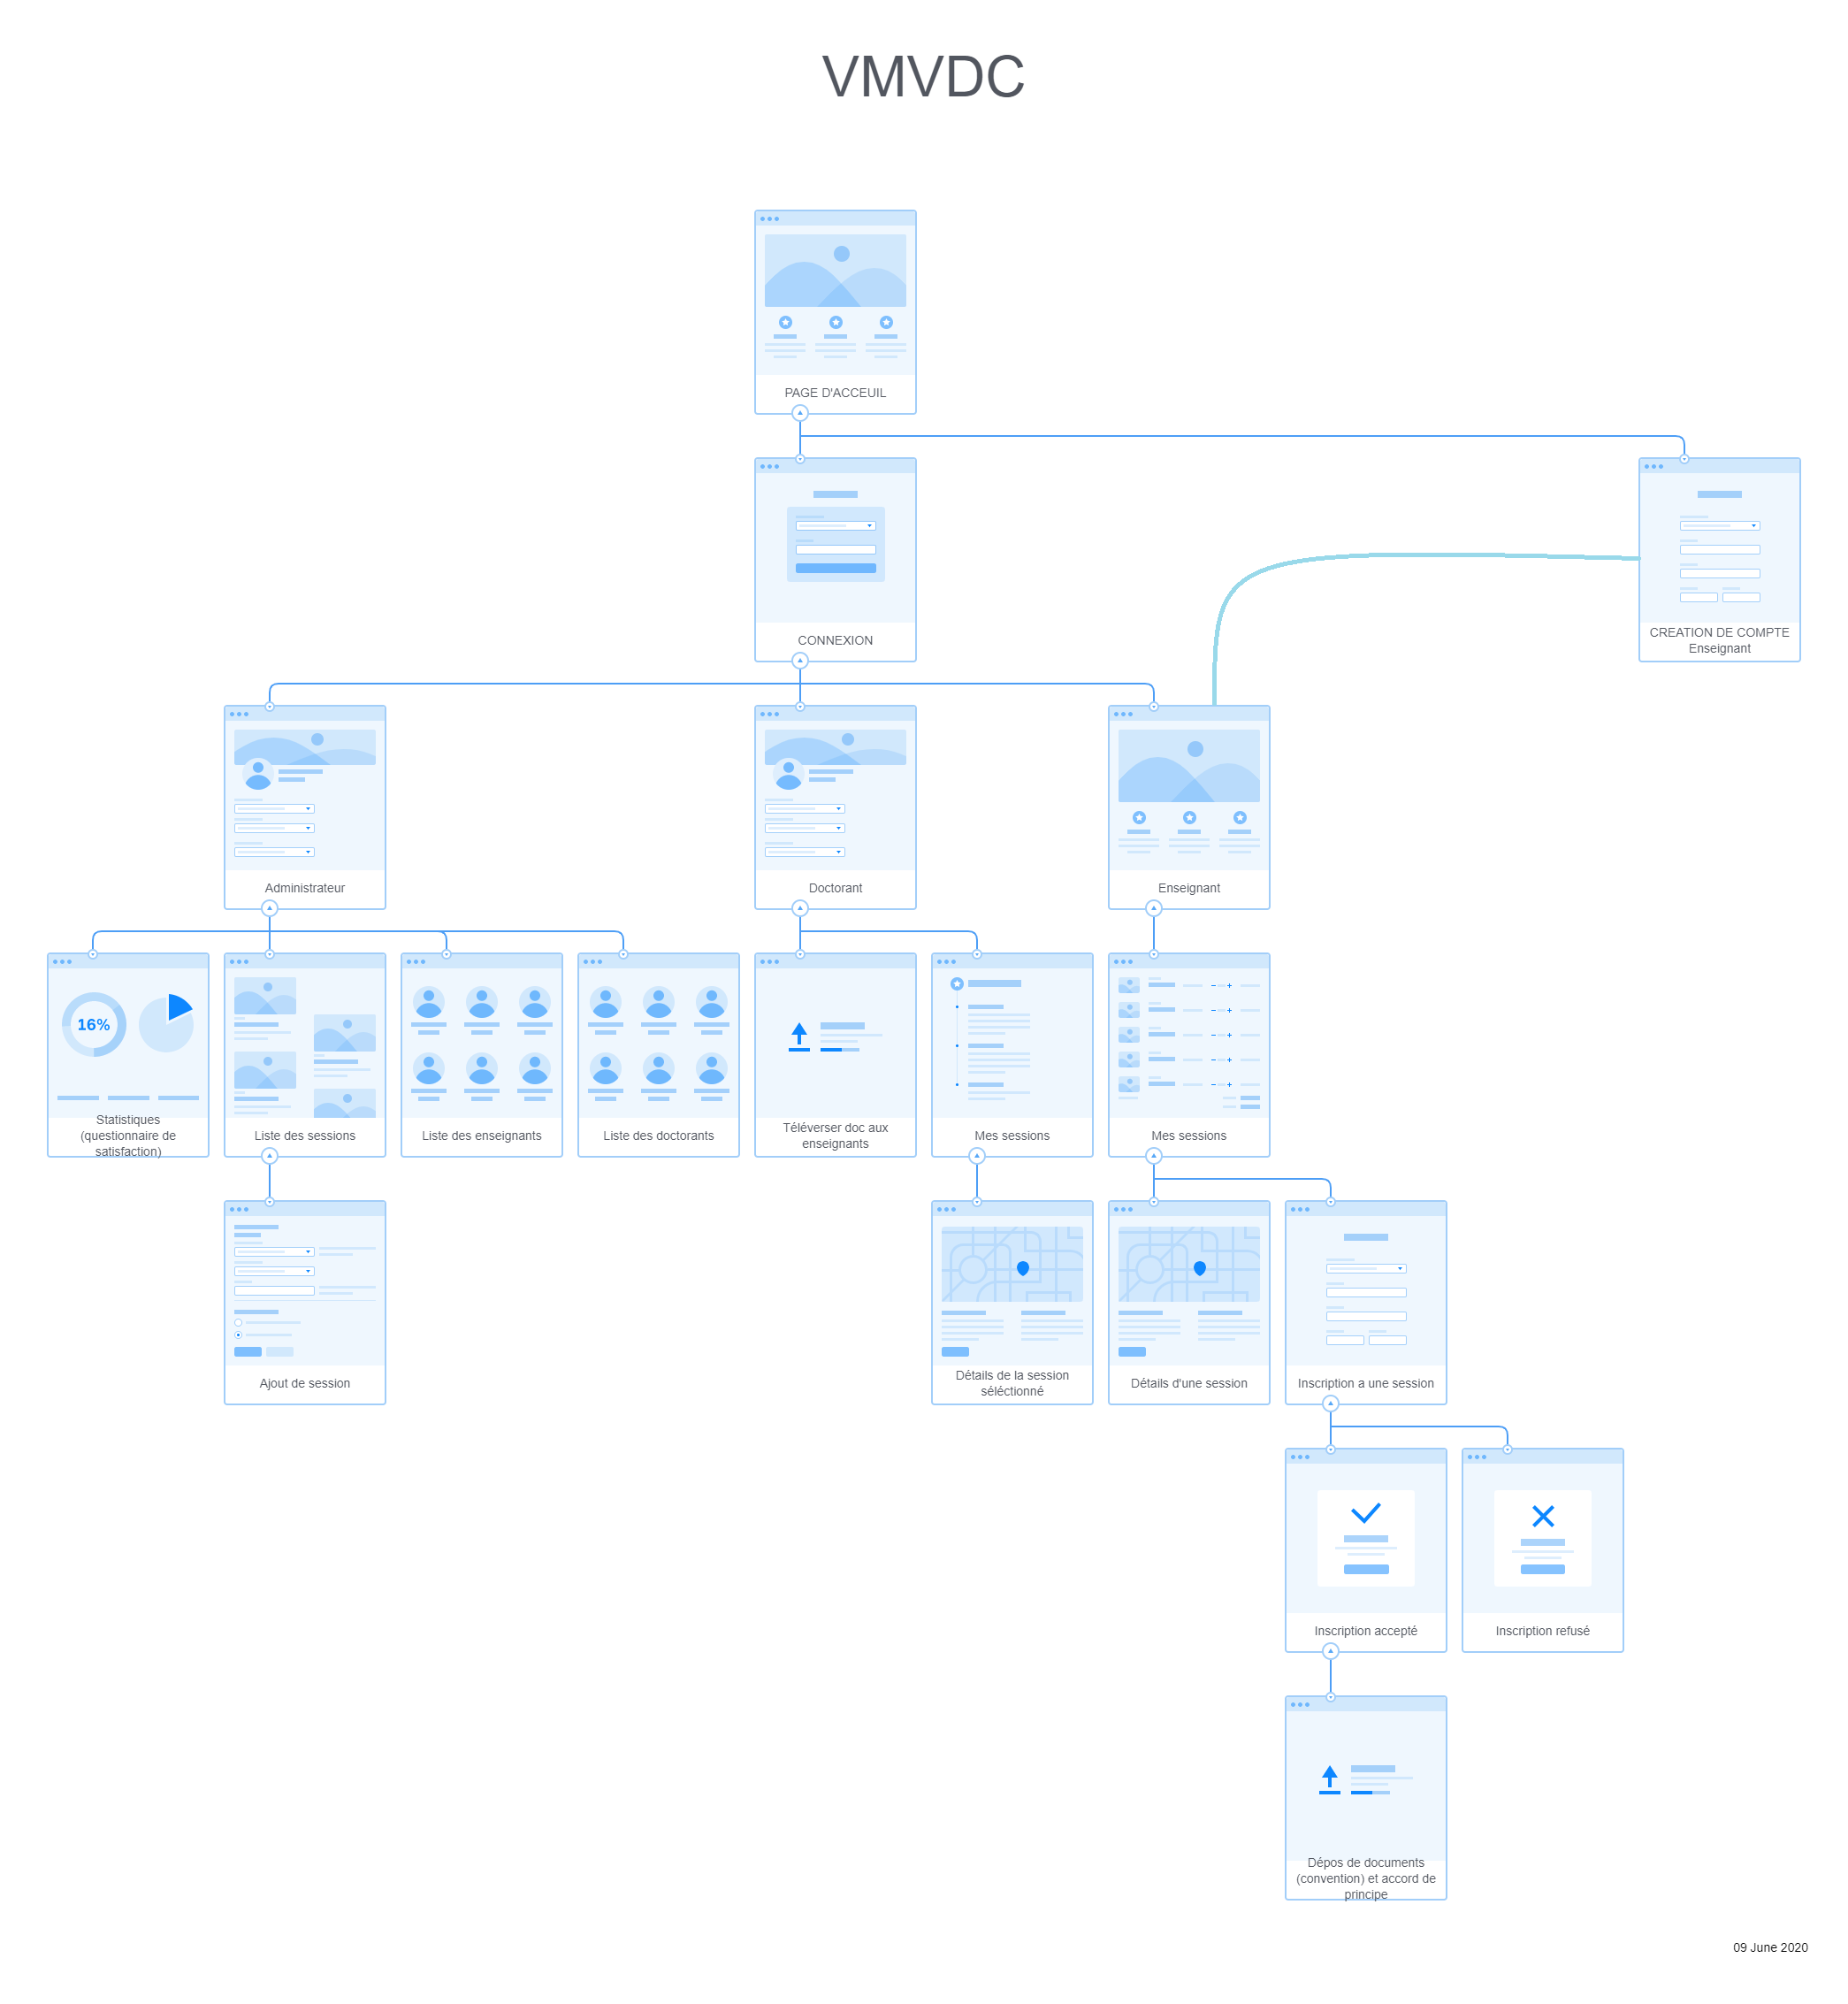 VMVDC
PAGE D'ACCEUIL
CONNEXION
CREATION DE COMPTE
Enseignant
Administrateur
Doctorant
Enseignant
16%
Statistiques
(questionnaire de
satisfaction)
Liste des sessions
Liste des enseignants
Liste des doctorants
Téléverser doc aux
enseignants
Mes sessions
Mes sessions
Ajout de session
Détails de la session
séléctionné
Détails d'une session
Inscription a une session
Inscription accepté
Inscription refusé
Dépos de documents
(convention) et accord de
principe
09 June 2020